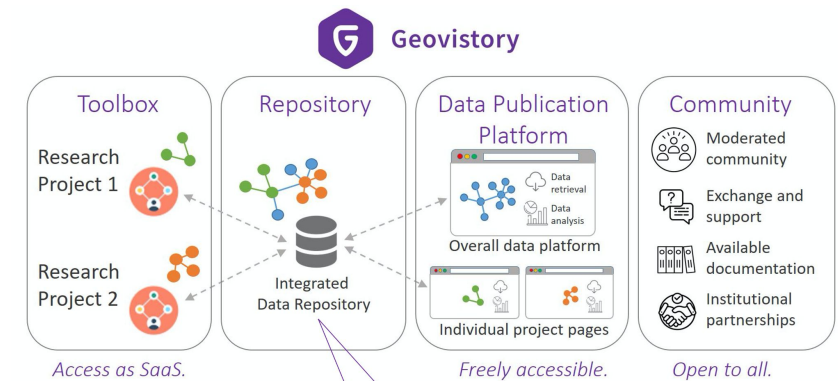 Geovistory
Toolbox
Research
Project 1
Research
Project 2
Access as SaaS.
Repository
Integrated
Data Repository
Data Publication
Platform
Data
retrieval
Data
analysis
Overall data platform
Individual project pages
Freely accessible.
Community
Moderated
community
Exchange and
support
Available
documentation
Institutional
partnerships
Open to all.